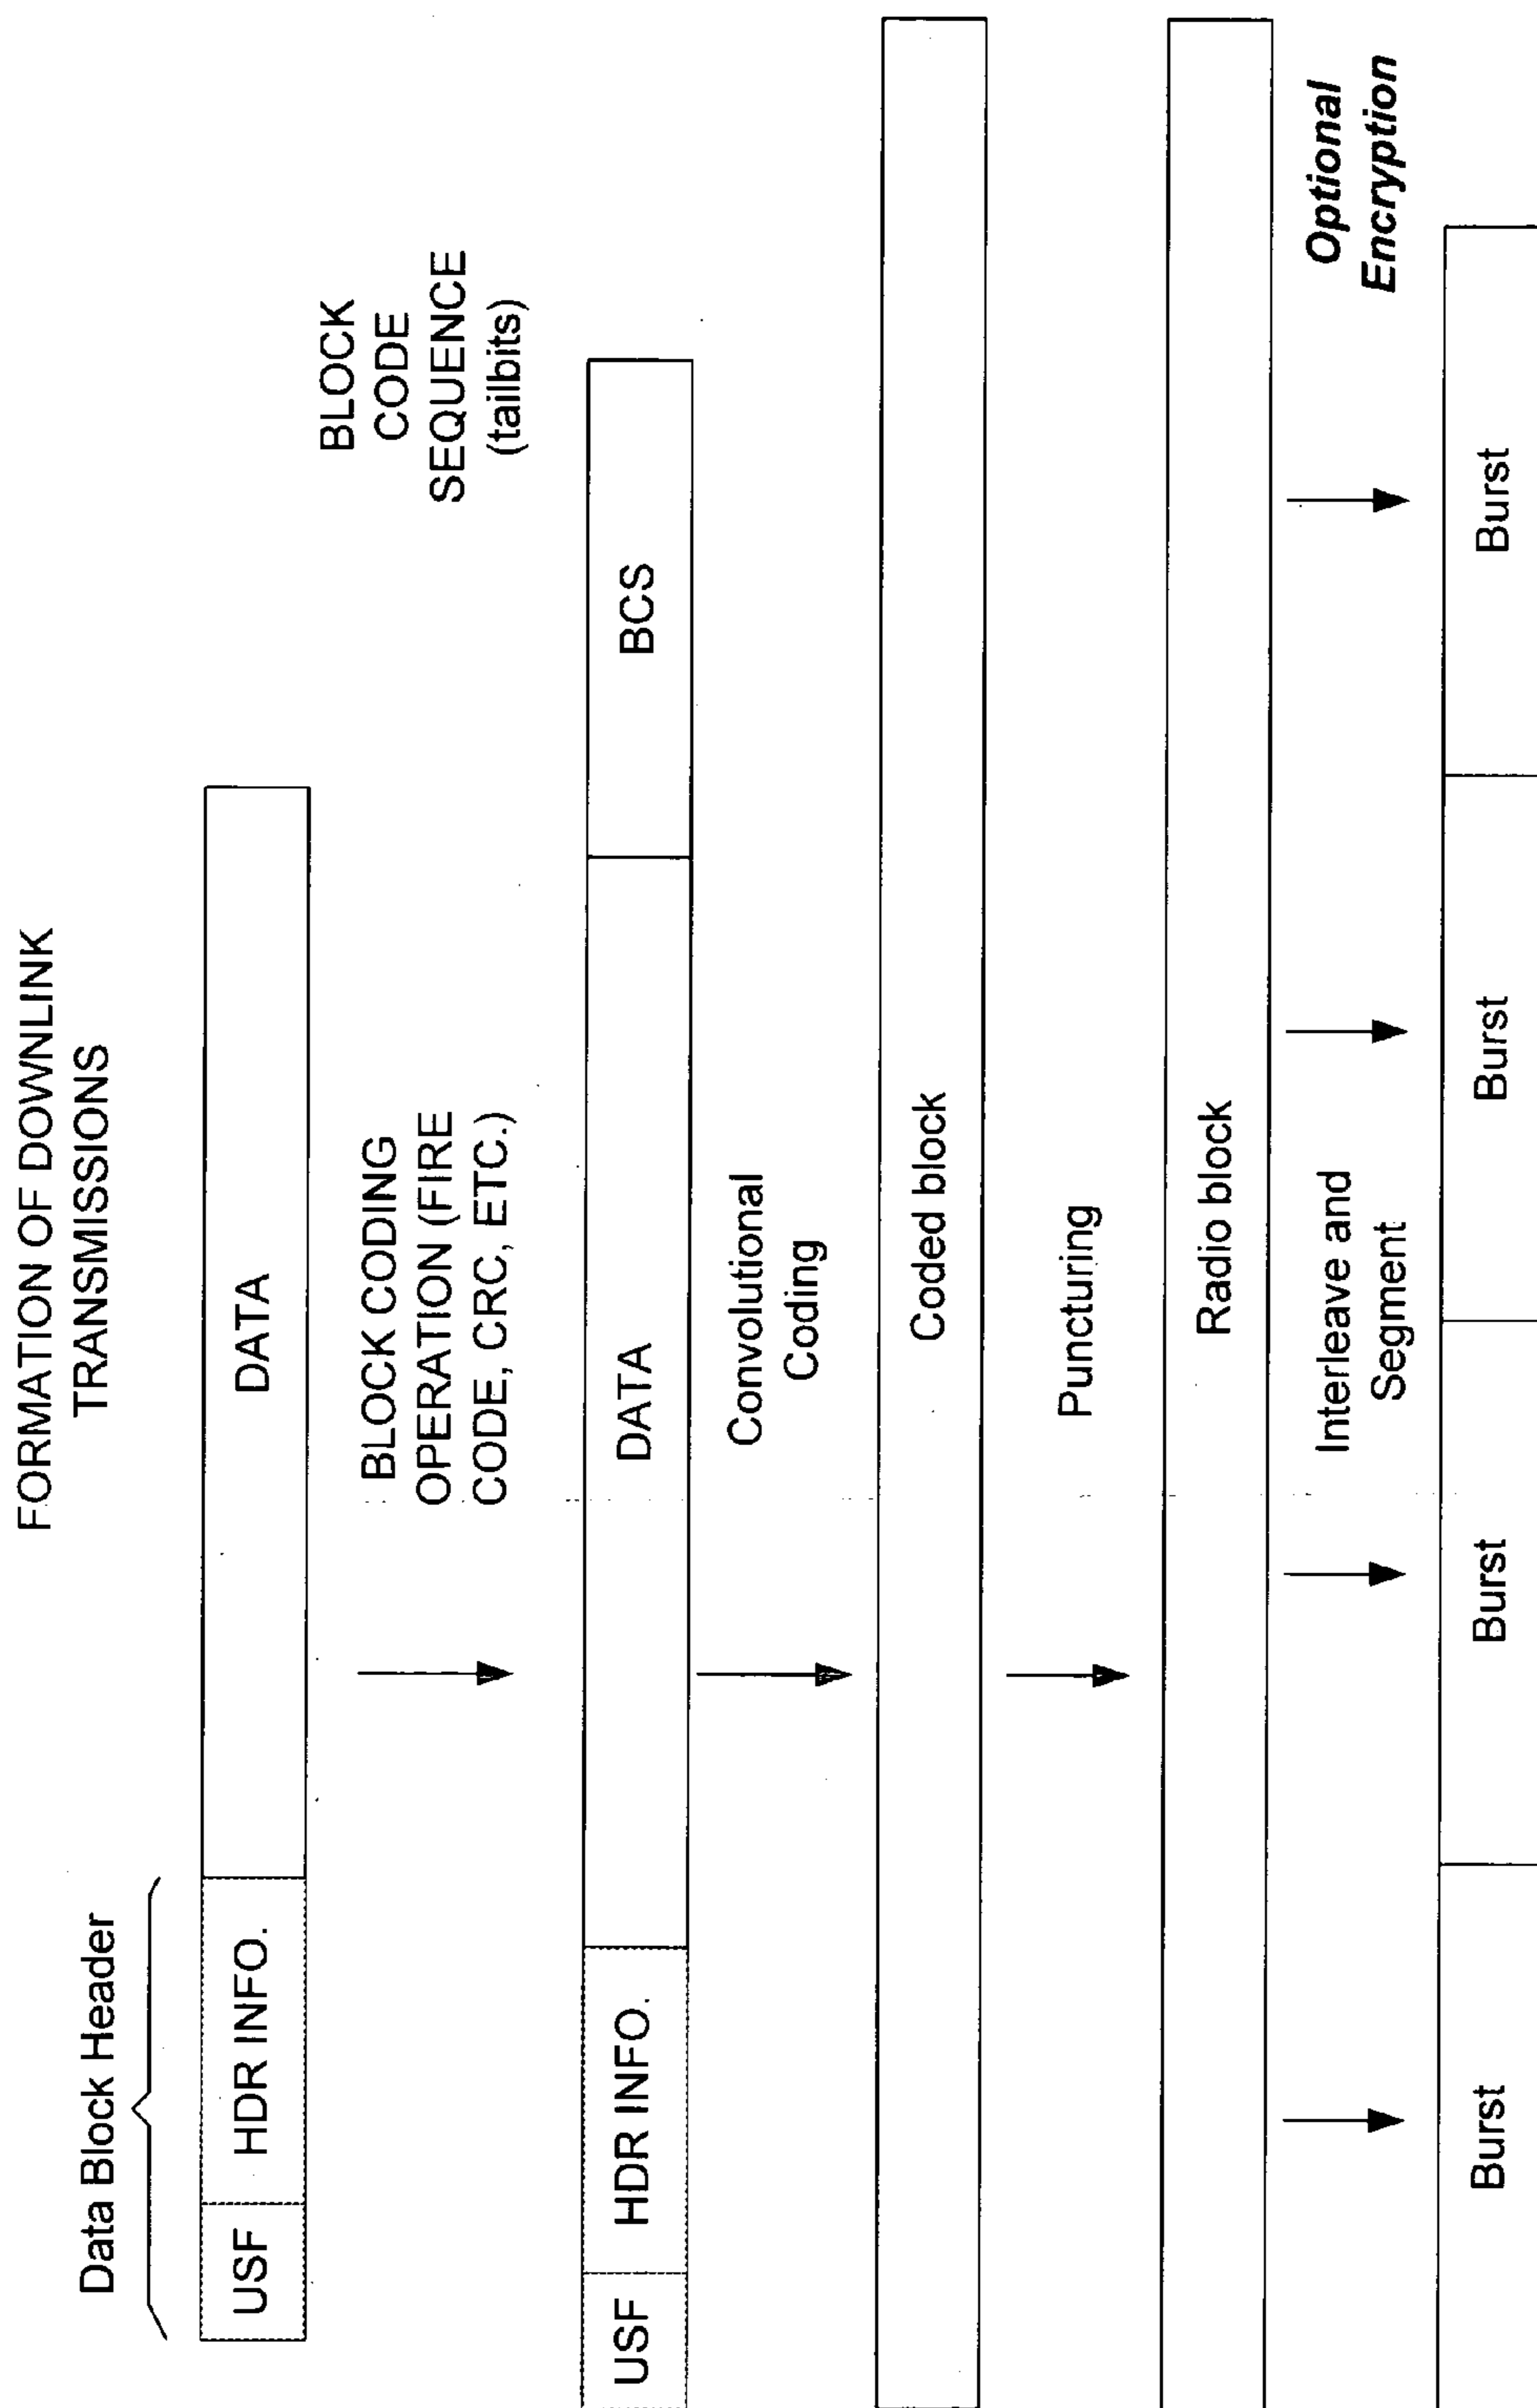 FORMATION OF DOWNLINK
TRANSMISSIONS
Data Block Header
USF
HDR INFO.
DATA
BLOCK CODING
OPERATION (FIRE
CODE, CRC, ETC.)
BLOCK
CODE
SEQUENCE
(tailbits)
USF
HDR INFO.
DATA
BCS
Convolutional
Coding
Coded block
Puncturing
Radio block
Interleave and
Segment
Optional
Encryption
Burst
Burst
Burst
Burst